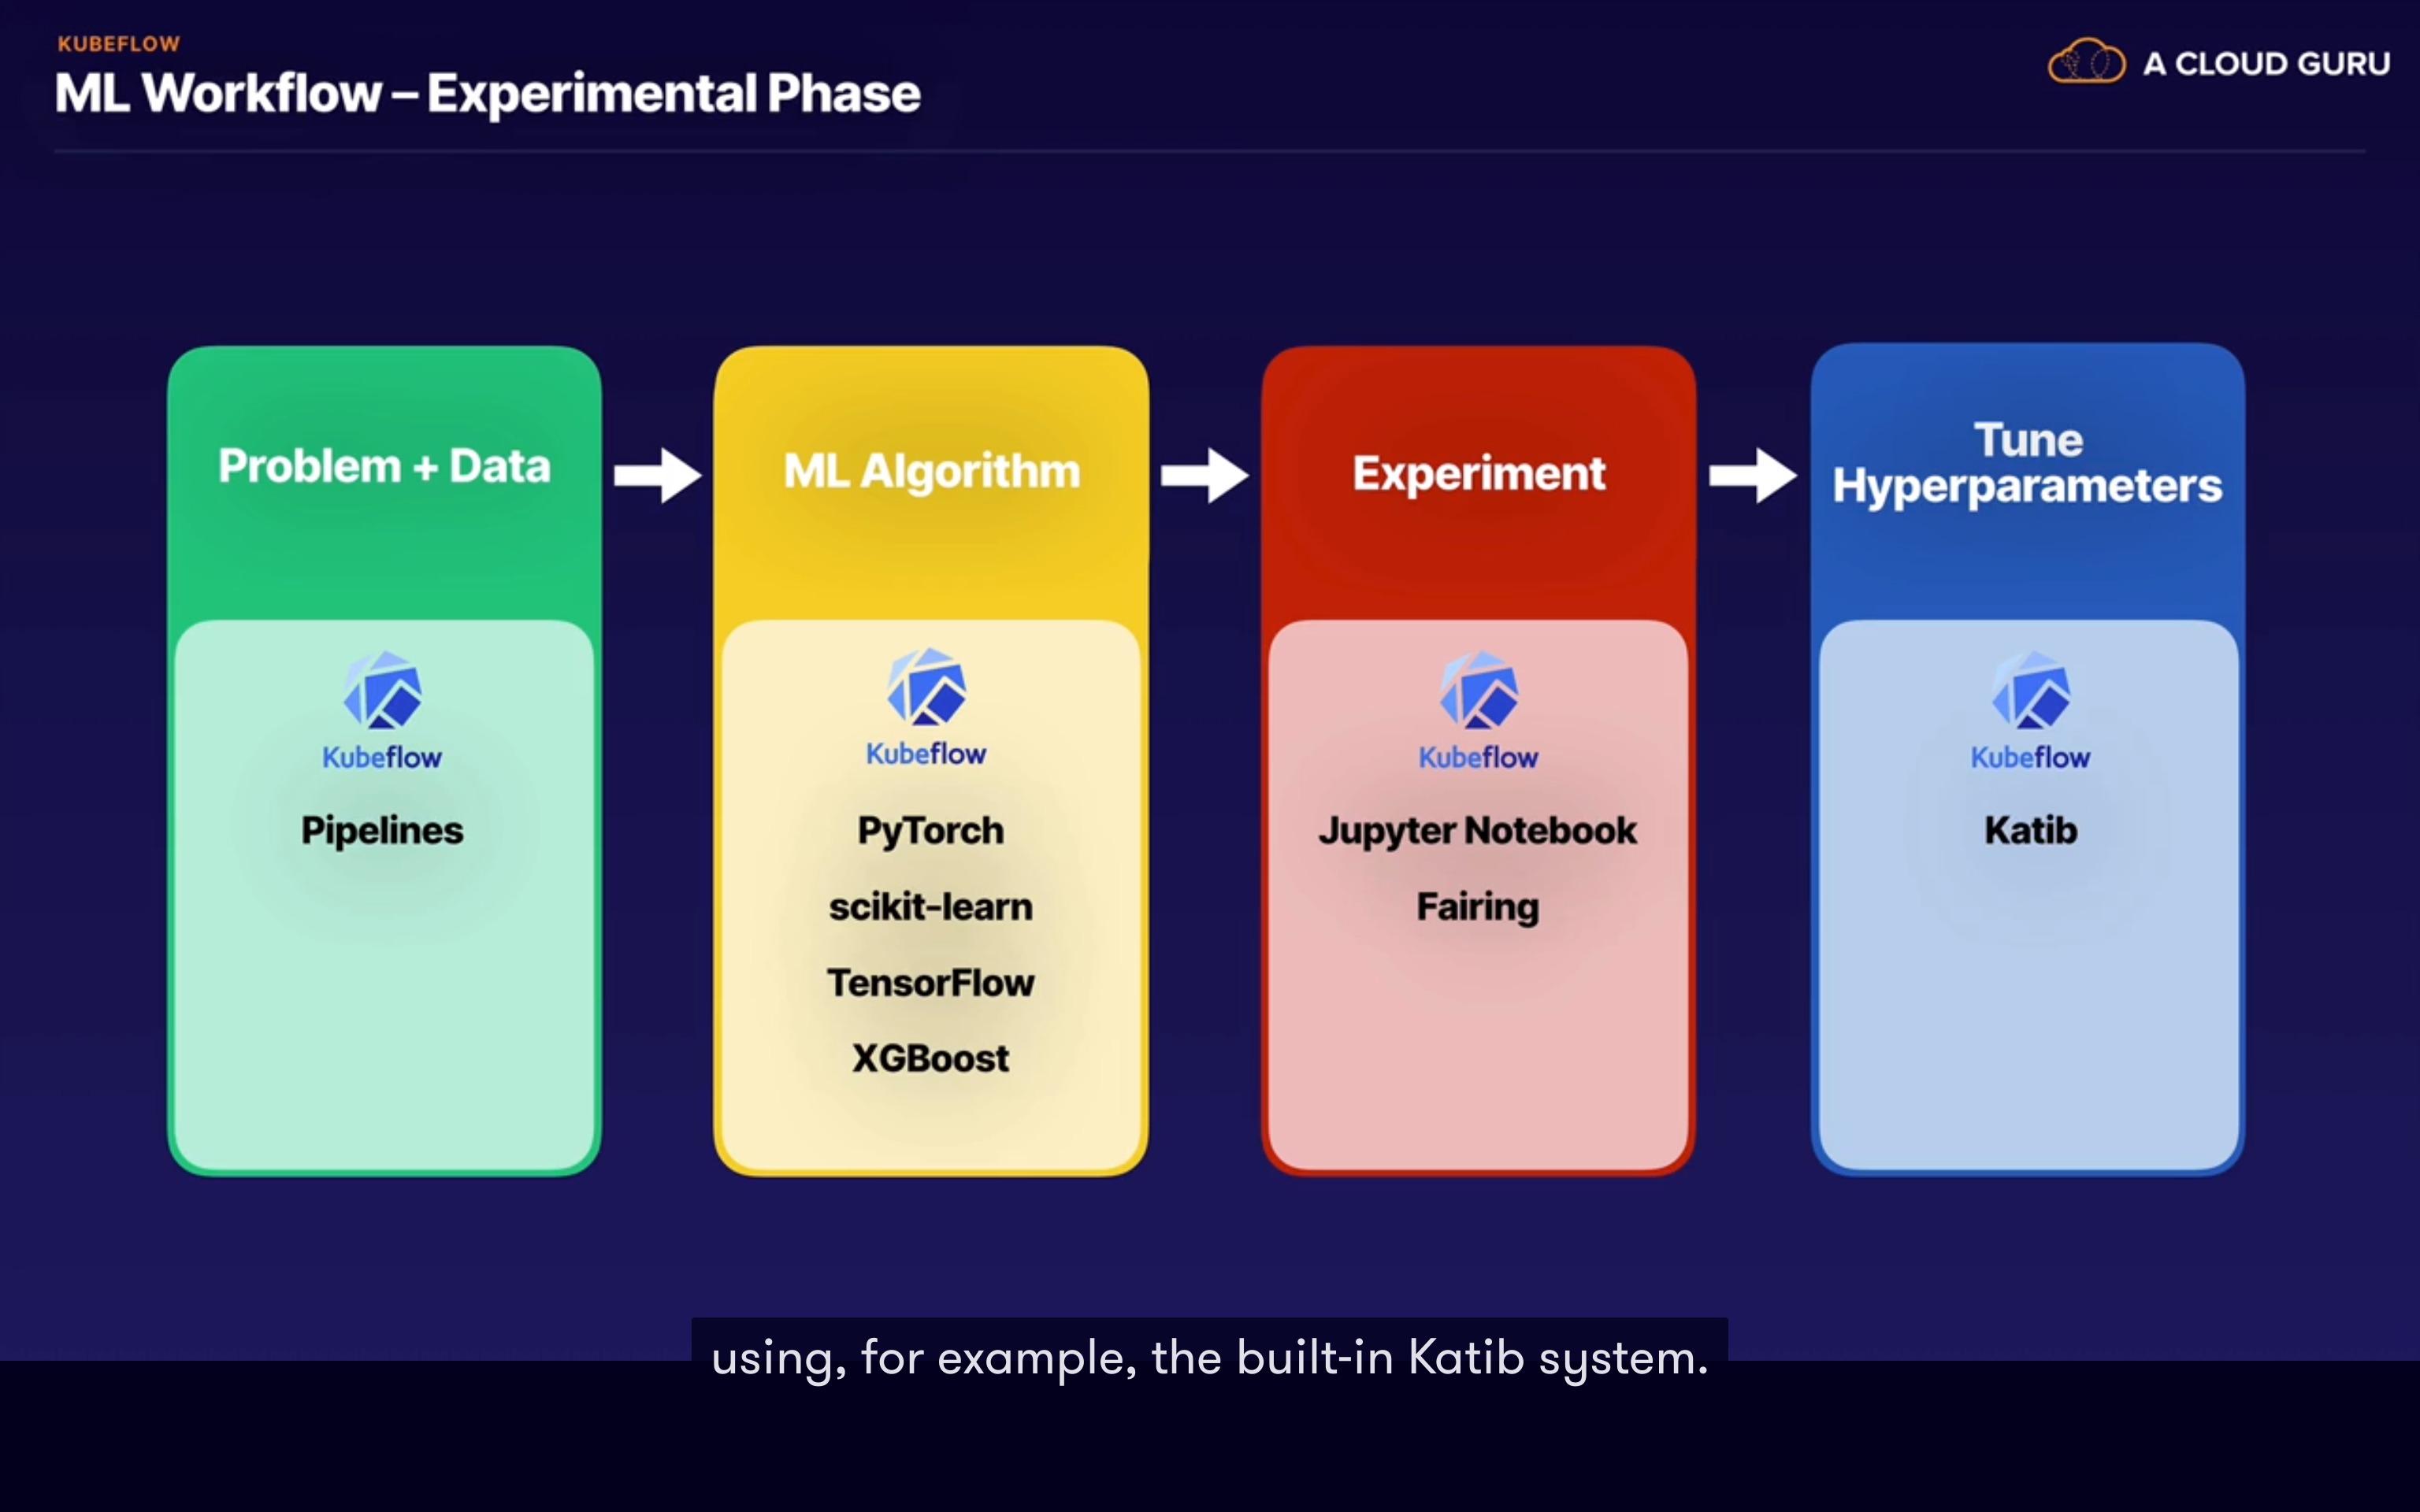 KUBEFLOW
ML Workflow – Experimental Phase
A CLOUD GURU
Problem + Data
Kubeflow
Pipelines
ML Algorithm
Kubeflow
PyTorch
scikit-learn
TensorFlow
XGBoost
Experiment
Kubeflow
Jupyter Notebook
Fairing
Tune
Hyperparameters
Kubeflow
Katib
using, for example, the built-in Katib system.